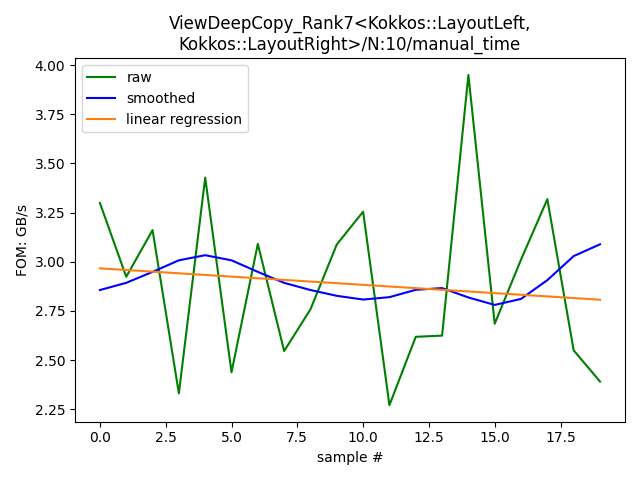 ViewDeepCopy_Rank7<Kokkos::LayoutLeft,
Kokkos::LayoutRight>/N:10/manual_time
raw
smoothed
linear regression
FOM: GB/s
4.00
3.75
3.50
3.25
3.00
2.75
2.50
2.25
0.0
2.5
5.0
7.5
10.0
12.5
15.0
17.5
sample #